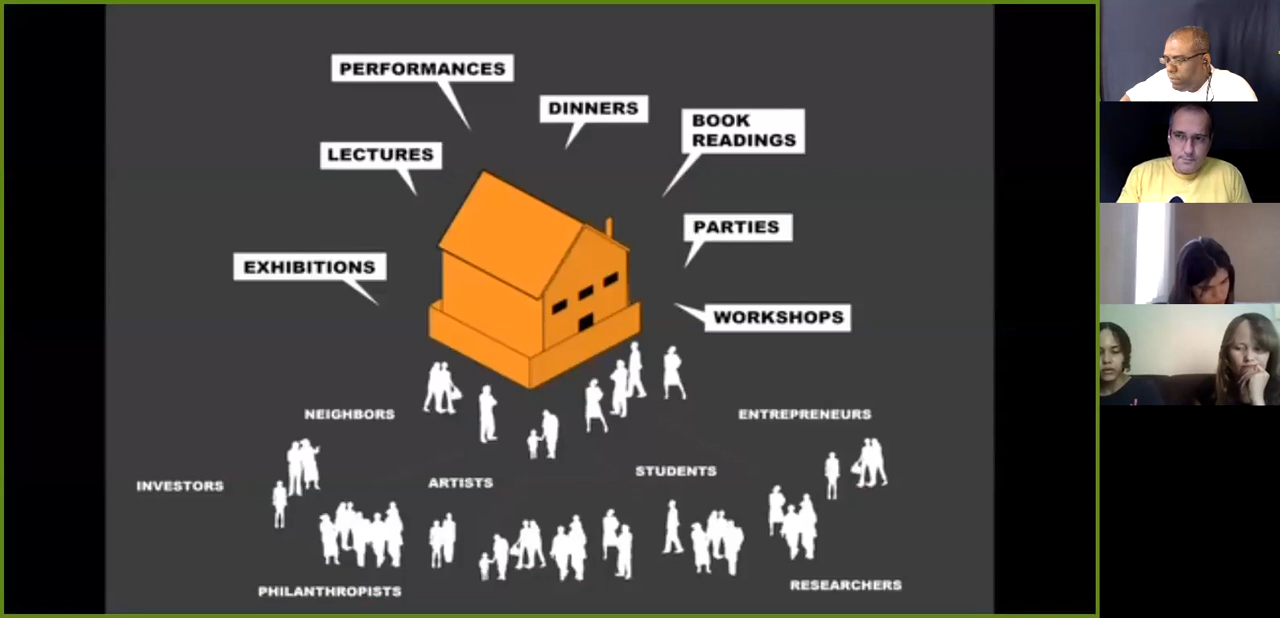 PERFORMANCES
DINNERS
BOOK
READINGS
LECTURES
PARTIES
EXHIBITIONS
WORKSHOPS
NEIGHBORS
ENTREPRENEURS
STUDENTS
ARTISTS
INVESTORS
RESEARCHERS
PHILANTHROPISTS